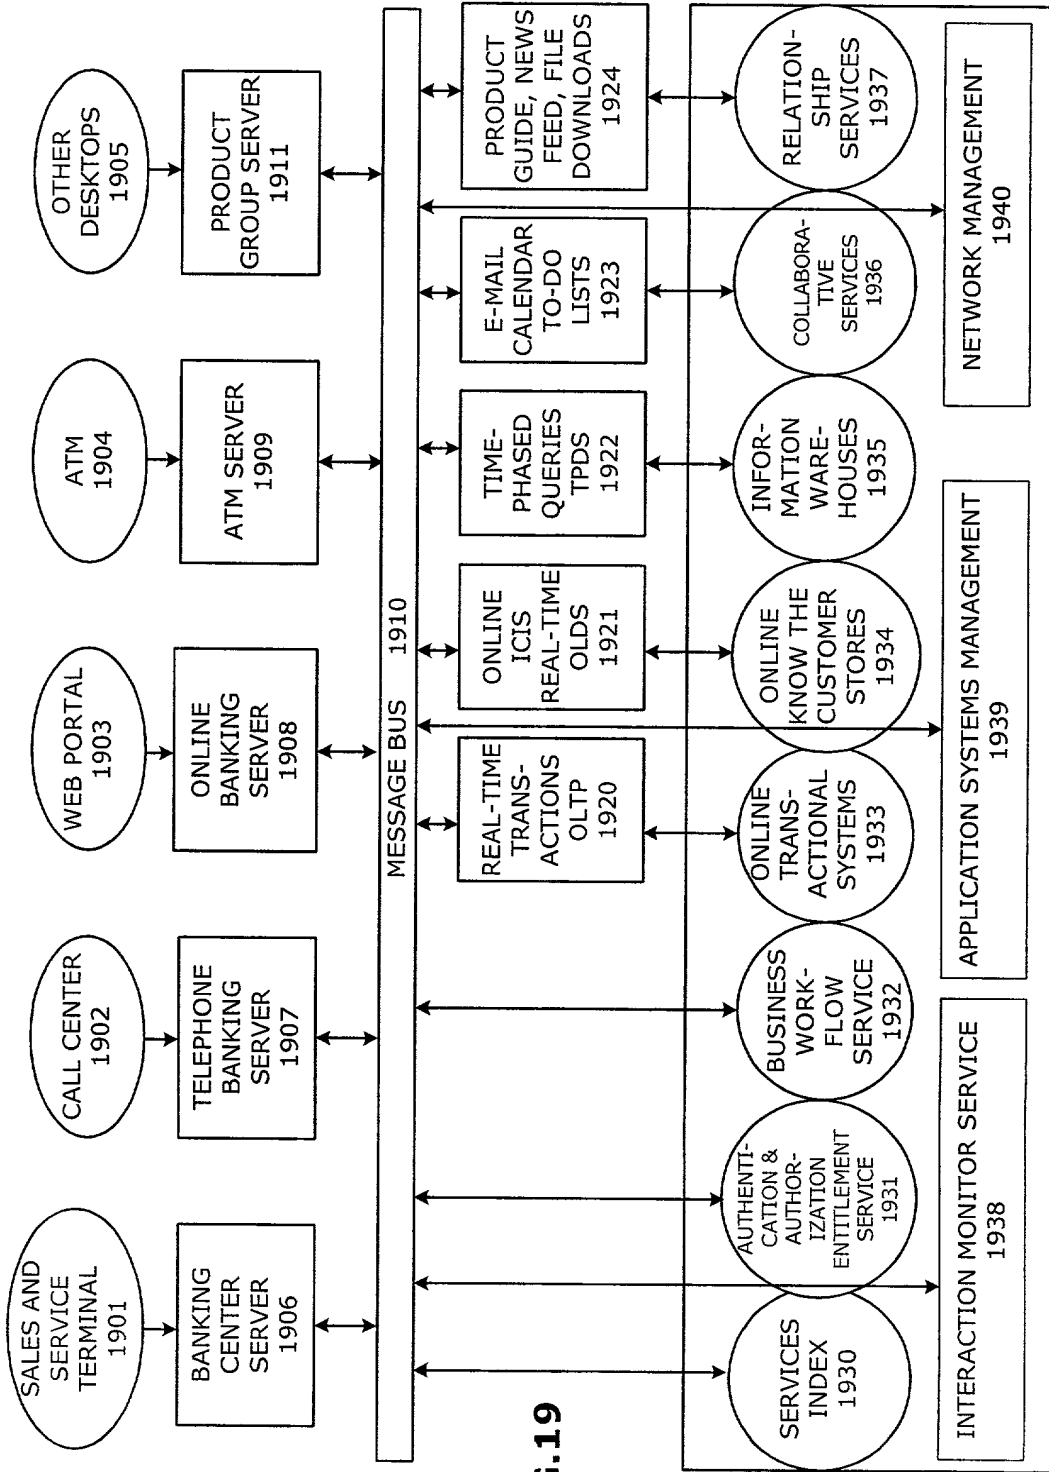 SALES AND
SERVICE
TERMINAL
1901
CALL CENTER
1902
WEB PORTAL
1903
ATM
1904
OTHER
DESKTOPS
1905
BANKING
CENTER
SERVER
1906
TELEPHONE
BANKING
SERVER
1907
ONLINE
BANKING
SERVER
1908
ATM SERVER
1909
PRODUCT
GROUP SERVER
1911
MESSAGE BUS 1910
REAL-TIME
TRANS-
ACTIONS
OLTP
1920
ONLINE
ICIS
REAL-TIME
OLDS
1921
TIME-
PHASED
QUERIES
TPDS
1922
E-MAIL
CALENDAR
TO-DO
LISTS
1923
PRODUCT
GUIDE, NEWS
FEED, FILE
DOWNLOADS
1924
.19
SERVICES
INDEX
1930
AUTHENTI-
CATION &
AUTHOR-
IZATION
ENTITLEMENT
SERVICE
1931
BUSINESS
WORK-
FLOW
SERVICE
1932
ONLINE
TRANS-
ACTIONAL
SYSTEMS
1933
ONLINE
KNOW THE
CUSTOMER
STORES
1934
INFOR-
MATION
WARE-
HOUSES
1935
COLLABORA-
TIVE
SERVICES
1936
RELATION-
SHIP
SERVICES
1937
INTERACTION MONITOR SERVICE
1938
APPLICATION SYSTEMS MANAGEMENT
1939
NETWORK MANAGEMENT
1940